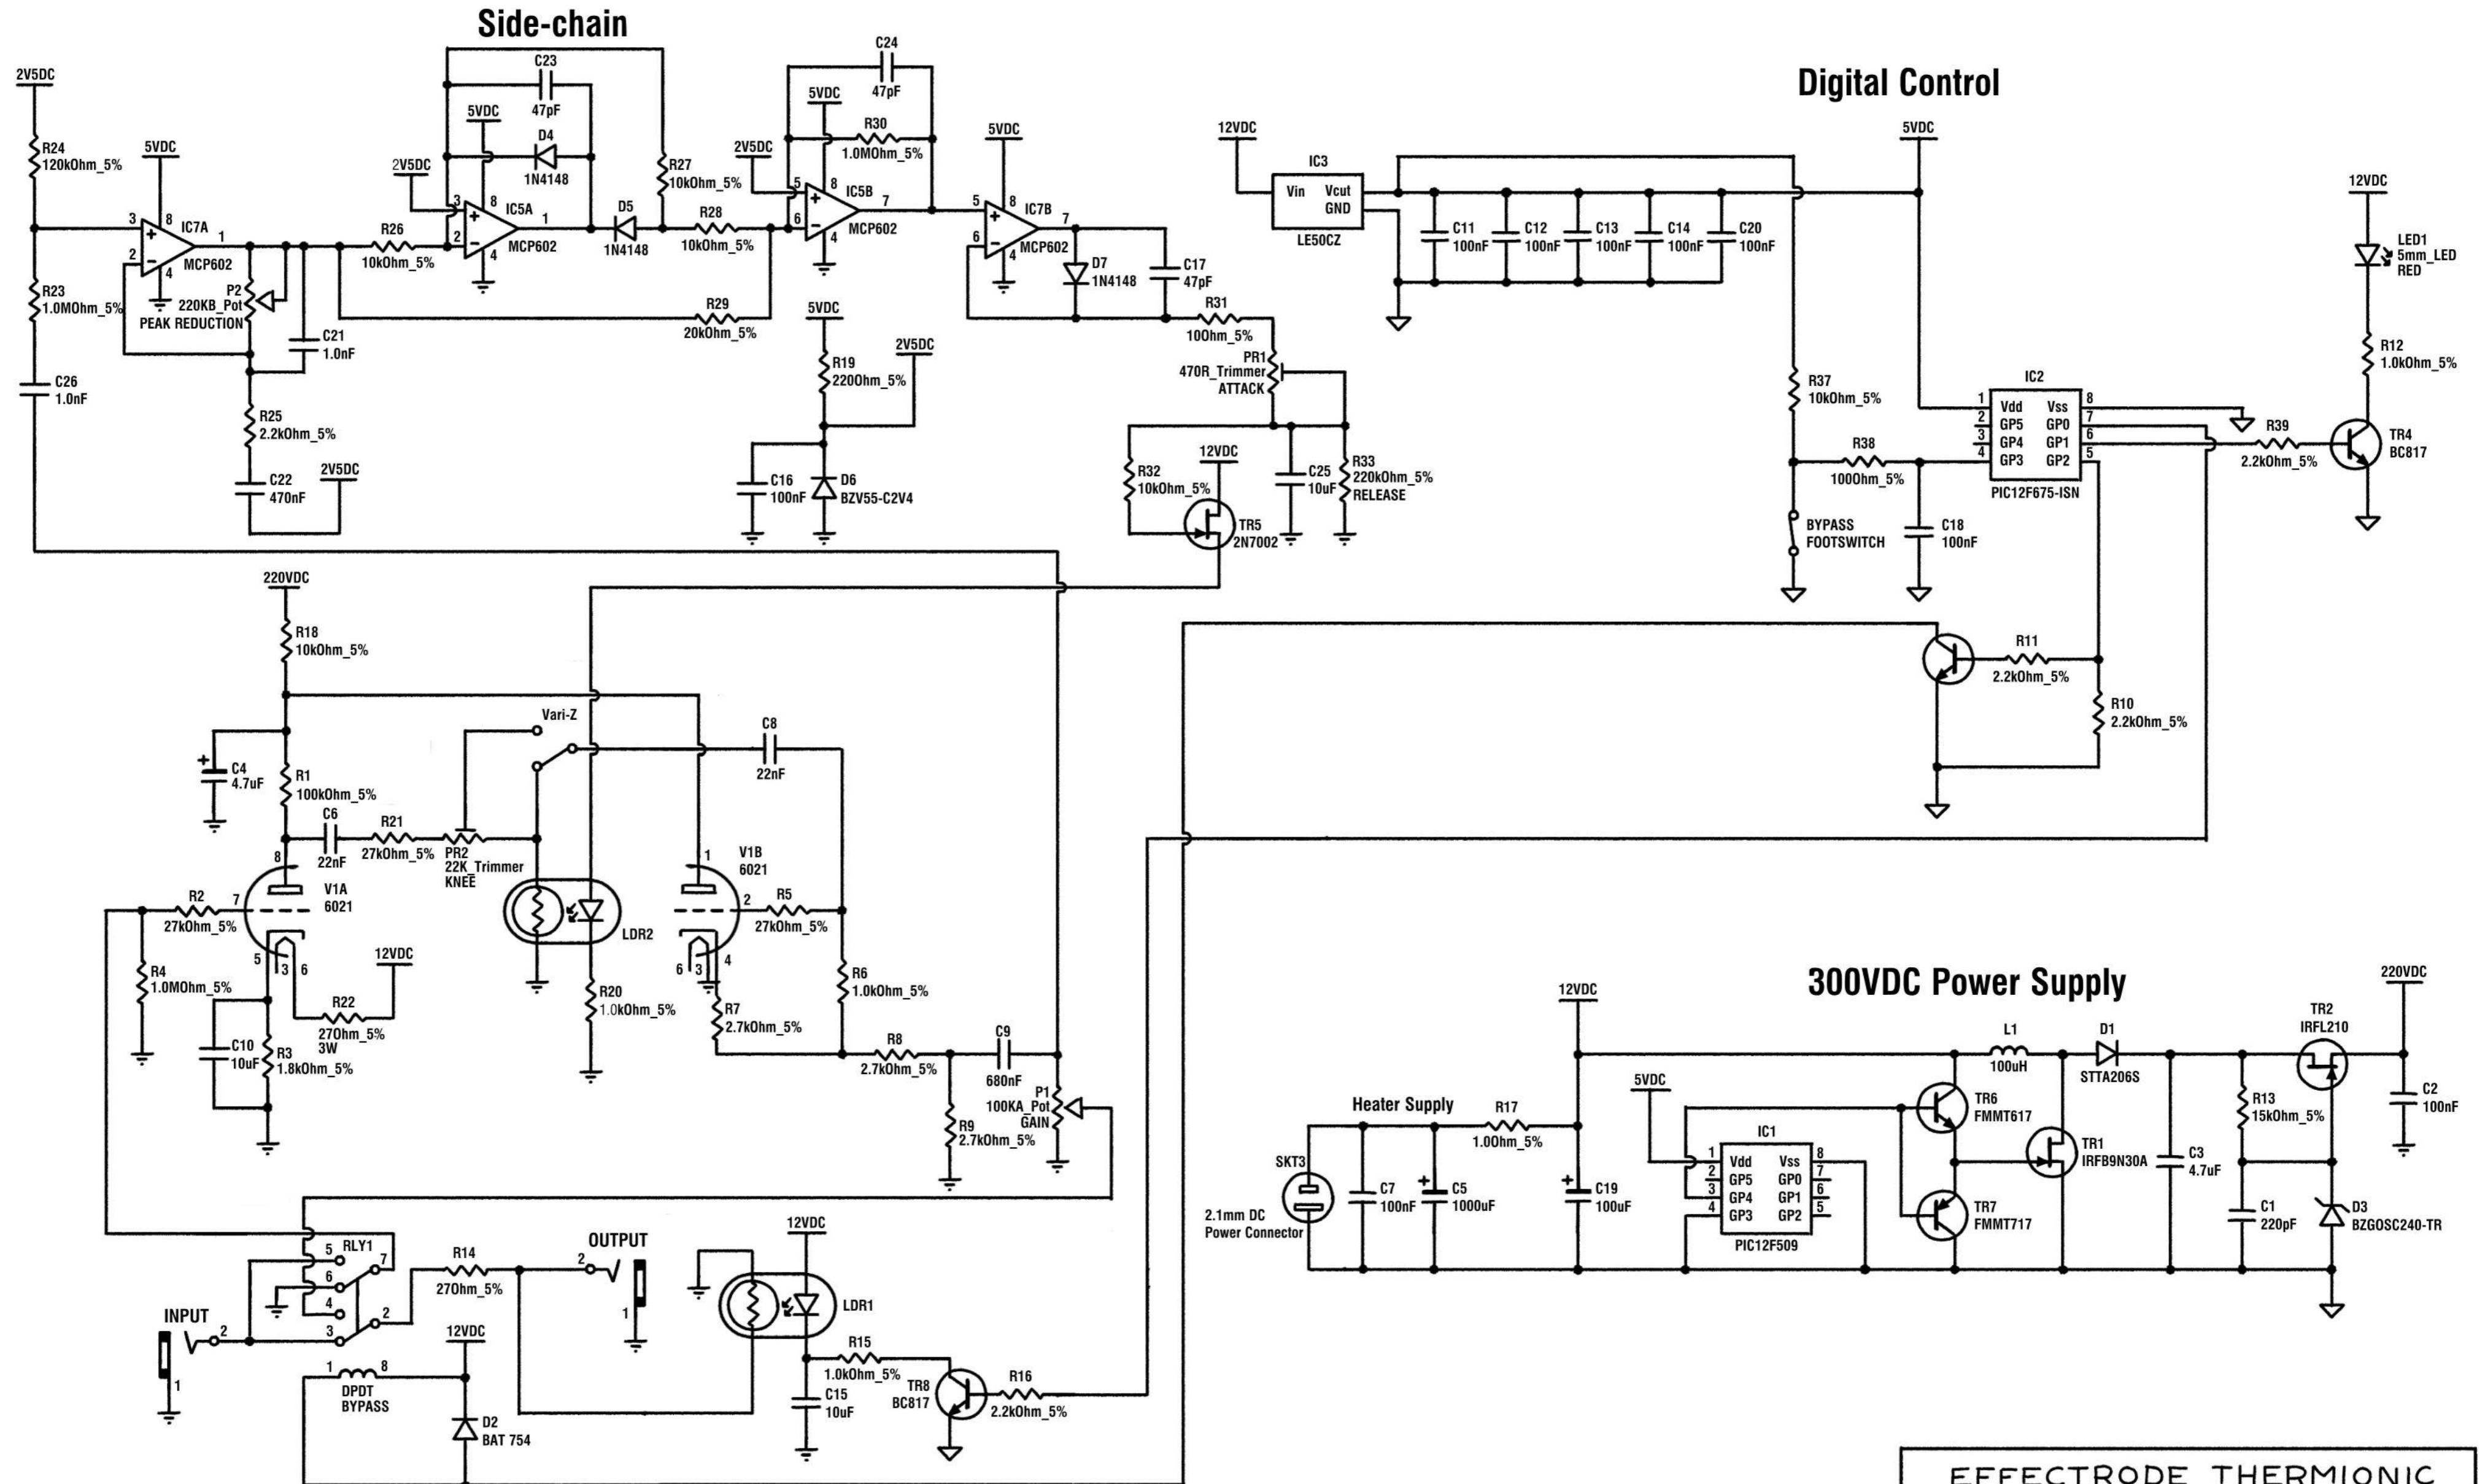 Side-chain
2V5DC
R24
120kOhm_5%
R23
1.0MOhm_5%
C26
1.0nF
5VDC
3
2
8
4
1
IC7A
MCP602
P2
220KB_Pot
PEAK REDUCTION
C21
1.0nF
R25
2.2kOhm_5%
C22
470nF
2V5DC
R26
10kOhm_5%
2V5DC
5VDC
C23
47pF
D4
1N4148
3
2
8
4
1
IC5A
MCP602
D5
1N4148
R27
10kOhm_5%
R28
10kOhm_5%
R29
20kOhm_5%
2V5DC
5VDC
C24
47pF
R30
1.0MOhm_5%
5
6
8
4
7
IC5B
MCP602
5VDC
5
6
8
4
7
MCP602
IC7B
D7
1N4148
C17
47pF
R31
10Ohm_5%
PR1
470R_Trimmer
ATTACK
5VDC
R19
220Ohm_5%
2V5DC
C16
100nF
D6
BZV55-C2V4
R32
10kOhm_5%
12VDC
TR5
2N7002
C25
10uF
R33
220kOhm_5%
RELEASE
Digital Control
12VDC
IC3
Vin
Vcut
GND
LE50CZ
C11
100nF
C12
100nF
C13
100nF
C14
100nF
C20
100nF
5VDC
R37
10kOhm_5%
R38
100Ohm_5%
BYPASS
FOOTSWITCH
C18
100nF
IC2
1 Vdd Vss 8
2 GP5 GP0 7
3 GP4 GP1 6
4 GP3 GP2 5
PIC12F675-ISN
R39
2.2kOhm_5%
12VDC
LED1
5mm_LED
RED
R12
1.0kOhm_5%
TR4
BC817
R11
2.2kOhm_5%
R10
2.2kOhm_5%
220VDC
R18
10kOhm_5%
C4
4.7uF
+
R1
100kOhm_5%
C6
22nF
R21
27kOhm_5%
PR2
22K_Trimmer
KNEE
Vari-Z
C8
22nF
8
7
V1A
6021
R2
27kOhm_5%
R4
1.0MOhm_5%
5
3
6
12VDC
R22
27Ohm_5%
3W
C10
10uF
R3
1.8kOhm_5%
LDR2
R20
1.0kOhm_5%
1
V1B
6021
2
R5
27kOhm_5%
6
3
4
R7
2.7kOhm_5%
R6
1.0kOhm_5%
R8
2.7kOhm_5%
C9
680nF
R9
2.7kOhm_5%
P1
100KA_Pot
GAIN
INPUT
2
1
5
6
4
3
RLY1
7
2
R14
27Ohm_5%
OUTPUT
2
1
12VDC
1
8
DPDT
BYPASS
D2
BAT 754
12VDC
LDR1
R15
1.0kOhm_5%
C15
10uF
TR8
BC817
R16
2.2kOhm_5%
300VDC Power Supply
12VDC
Heater Supply
R17
1.0Ohm_5%
SKT3
2.1mm DC
Power Connector
C7
100nF
+
C5
1000uF
+
C19
100uF
5VDC
IC1
1 Vdd Vss 8
2 GP5 GP0 7
3 GP4 GP1 6
4 GP3 GP2 5
PIC12F509
TR6
FMMT617
TR7
FMMT717
L1
100uH
D1
STTA206S
TR1
IRFB9N30A
C3
4.7uF
R13
15kOhm_5%
C1
220pF
TR2
IRFL210
D3
BZGOSC240-TR
220VDC
C2
100nF
EFFECTRODE THERMIONIC